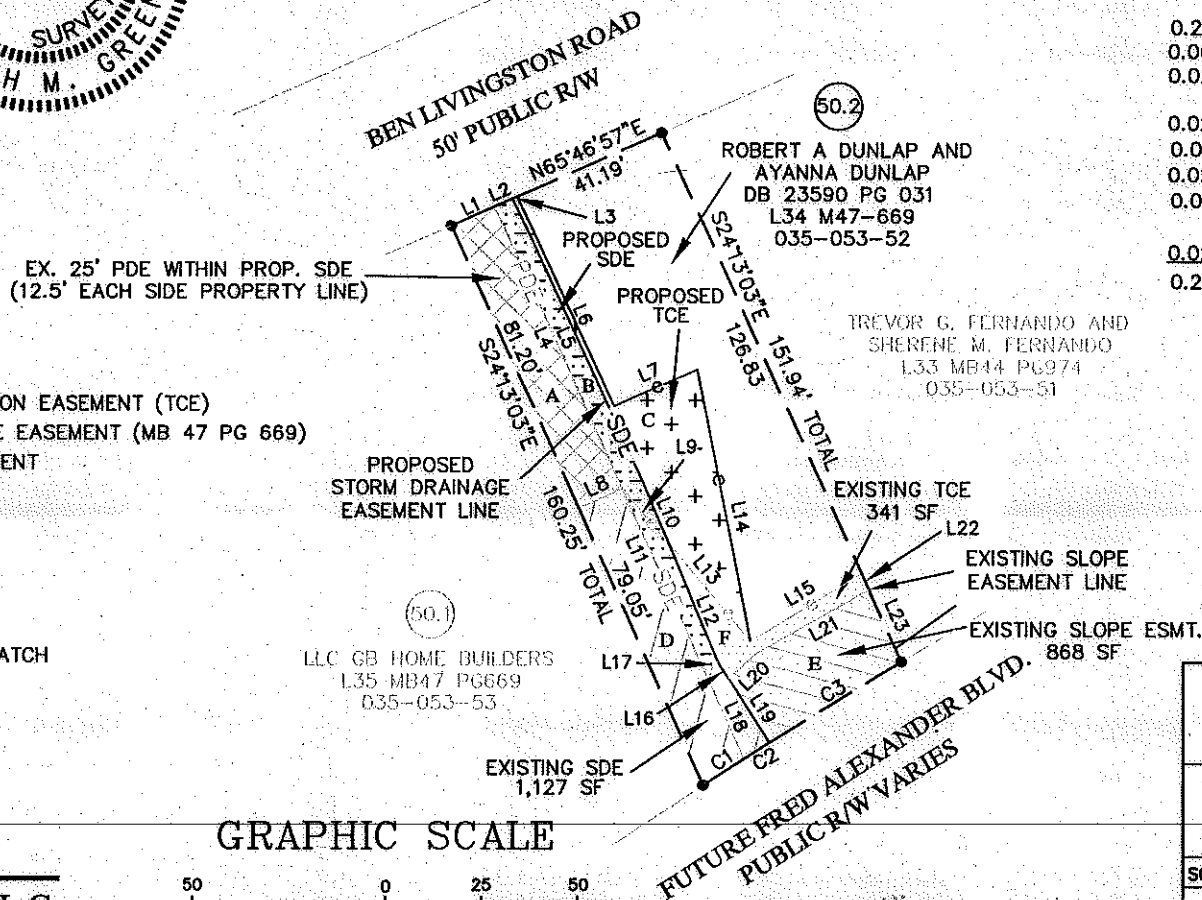 SURVEY
H M. GREEN
BEN LIVINGSTON ROAD
50' PUBLIC R/W
50.2
ROBERT A DUNLAP AND
AYANNA DUNLAP
DB 23590 PG 031
L34 M47-669
035-053-52
N65°46'57"E
41.19'
L1
L2
L3
PROPOSED
SDE
EX. 25' PDE WITHIN PROP. SDE
(12.5' EACH SIDE PROPERTY LINE)
PDE
L4
L5
L6
PROPOSED
TCE
S24°13'03"E 151.94' TOTAL
126.83
TREVOR G. FERNANDO AND
SHERENE M. FERNANDO
L33 MB44 PG974
035-053-51
81.20'
S24°13'03"E 160.25' TOTAL
79.05'
A
B
L7
C
ON EASEMENT (TCE)
E EASEMENT (MB 47 PG 669)
ENT
SDE
L9
PROPOSED
STORM DRAINAGE
EASEMENT LINE
L8
L10
L14
EXISTING TCE
341 SF
L22
EXISTING SLOPE
EASEMENT LINE
L11
SDE
L13
L12
L15
L21
L23
50.1
LLC GB HOME BUILDERS
L35 MB47 PG669
035-053-53
ATCH
D
F
E
EXISTING SLOPE ESMT.
868 SF
L17
L20
L16
L18
L19
C3
C1
C2
EXISTING SDE
1,127 SF
FUTURE FRED ALEXANDER BLVD.
PUBLIC R/W VARIES
GRAPHIC SCALE
50
0
25
50